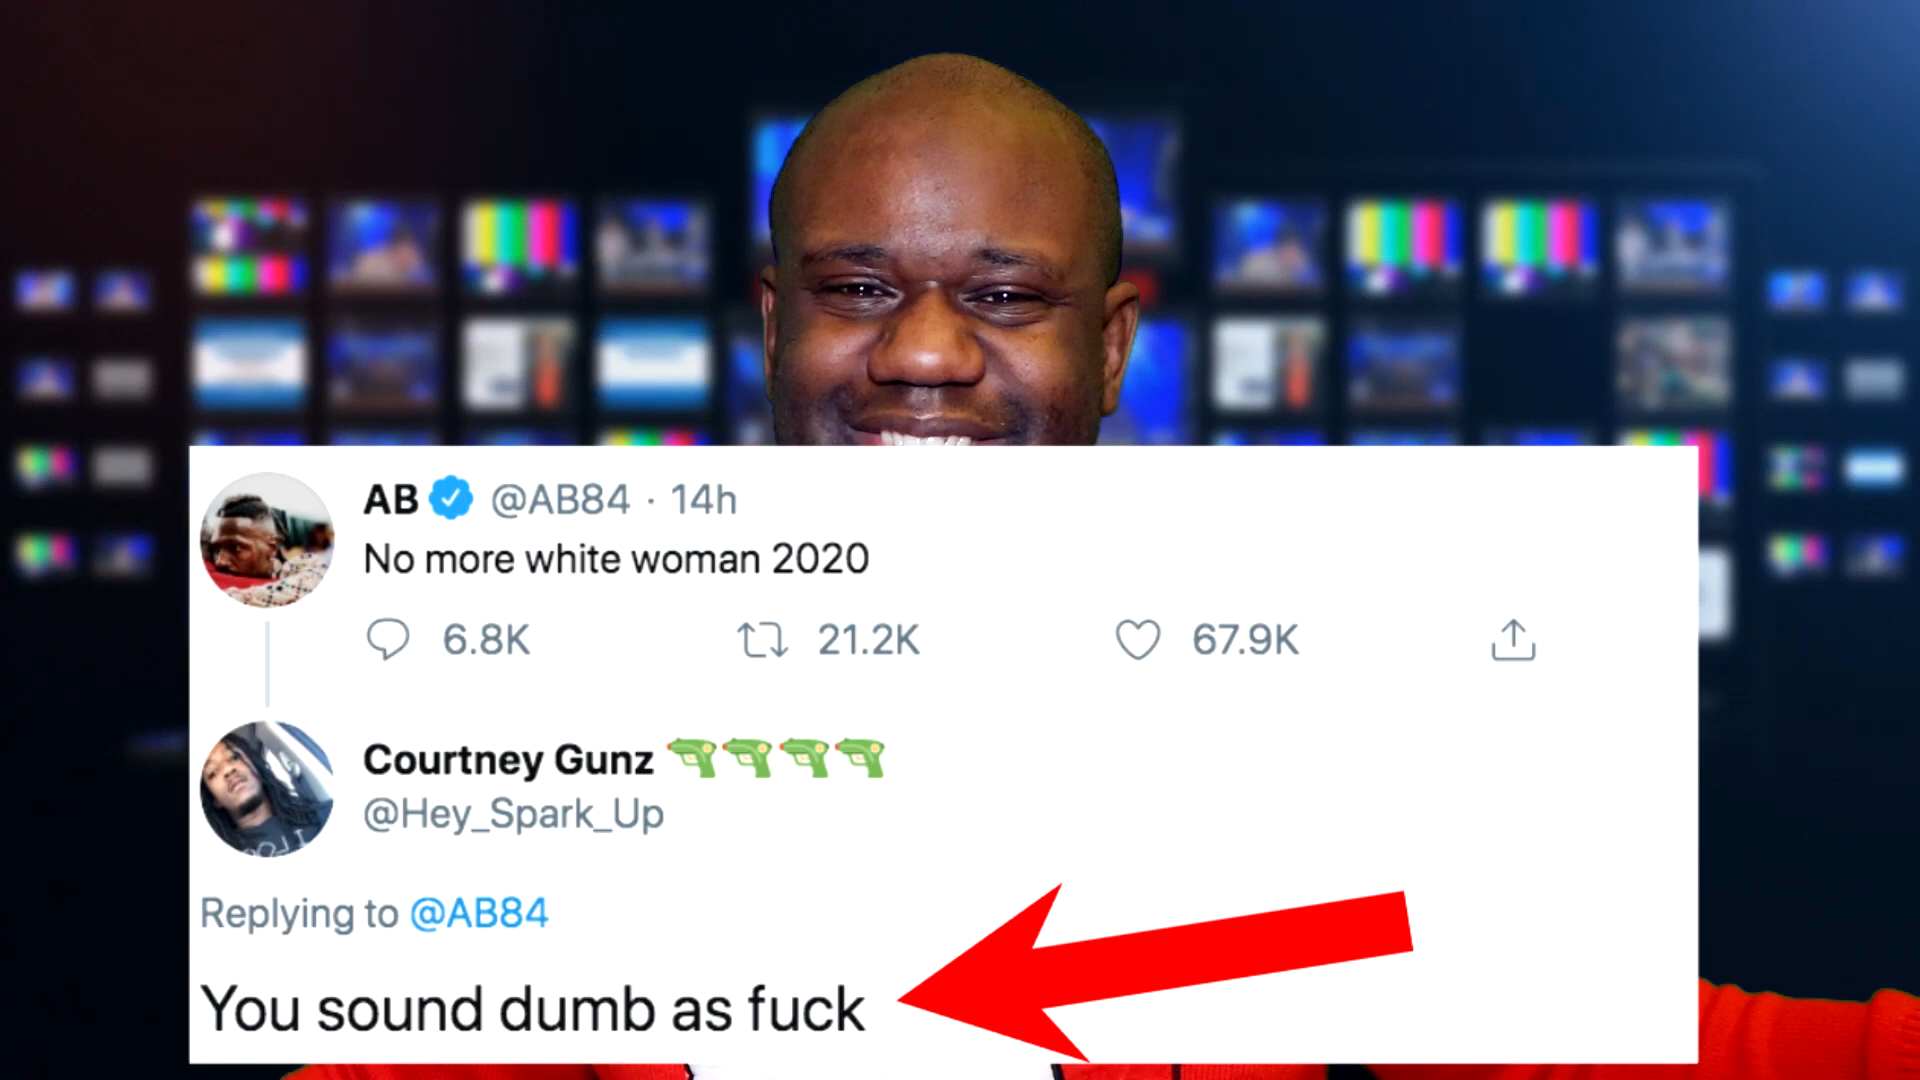 AB @AB84 · 14h
No more white woman 2020
6.8K 21.2K 67.9K
Courtney Gunz
@Hey_Spark_Up
Replying to @AB84
You sound dumb as fuck